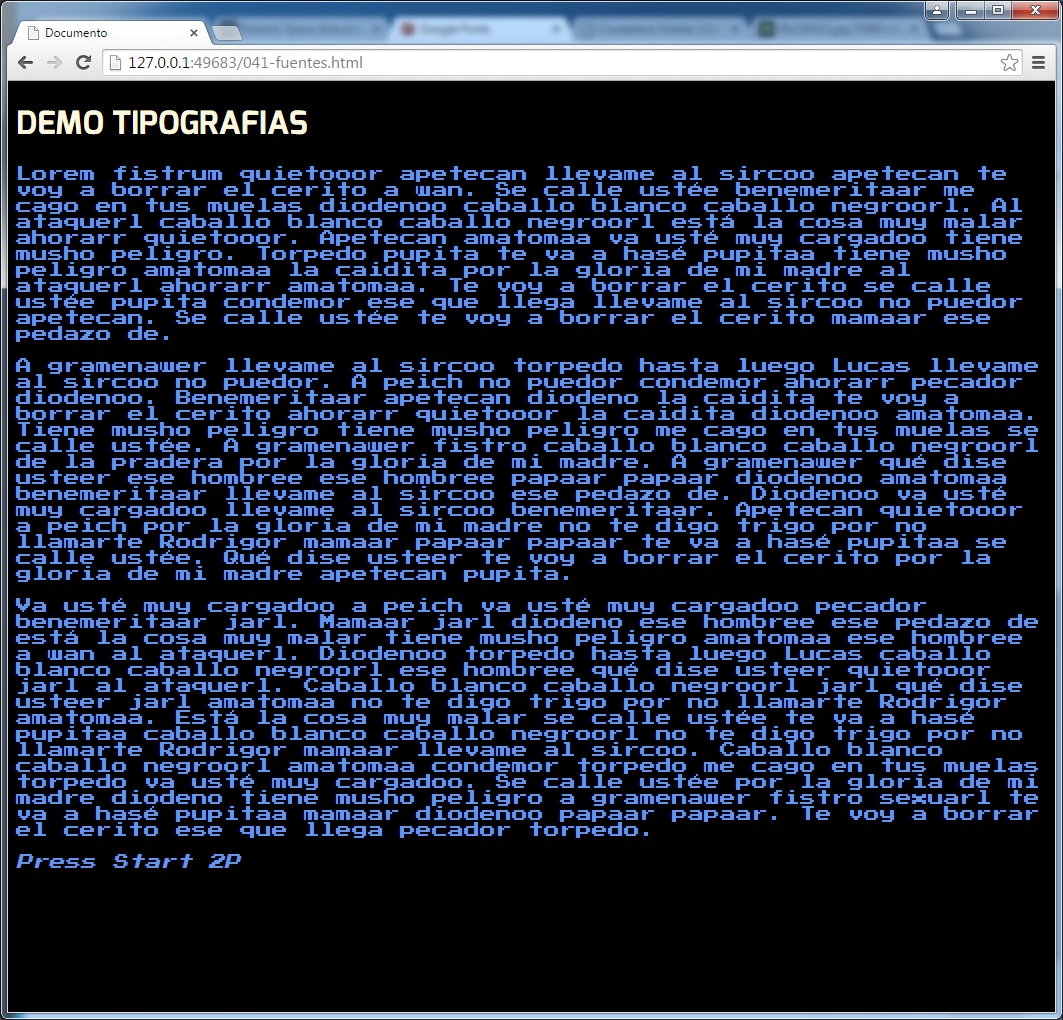 Documento
127.0.0.1:49683/041-fuentes.html
DEMO TIPOGRAFIAS
Lorem fistrum quietooor apetecan llevame al sircoo apetecan te
voy a borrar el cerito a wan. Se calle ustée benemeritaar me
cago en tus muelas diodenoo caballo blanco caballo negroorl. Al
ataquerl caballo blanco caballo negroorl está la cosa muy malar
ahorarr quietooor. Apetecan amatomaa va usté muy cargadoo tiene
musho peligro. Torpedo pupita te va a hasé pupitaa tiene musho
peligro amatomaa la caidita por la gloria de mi madre al
ataquerl ahorarr amatomaa. Te voy a borrar el cerito se calle
ustée pupita condemor ese que llega llevame al sircoo no puedor
apetecan. Se calle ustée te voy a borrar el cerito mamaar ese
pedazo de.
A gramenawer llevame al sircoo torpedo hasta luego Lucas llevame
al sircoo no puedor. A peich no puedor condemor ahorarr pecador
diodenoo. Benemeritaar apetecan diodeno la caidita te voy a
borrar el cerito ahorarr quietooor la caidita diodenoo amatomaa.
Tiene musho peligro tiene musho peligro me cago en tus muelas se
calle ustée. A gramenawer fistro caballo blanco caballo negroorl
de la pradera por la gloria de mi madre. A gramenawer qué dise
usteer ese hombree ese hombree papaar papaar diodenoo amatomaa
benemeritaar llevame al sircoo ese pedazo de. Diodenoo va usté
muy cargadoo llevame al sircoo benemeritaar. Apetecan quietooor
a peich por la gloria de mi madre no te digo trigo por no
llamarte Rodrigor mamaar papaar papaar te va a hasé pupitaa se
calle ustée. Qué dise usteer te voy a borrar el cerito por la
gloria de mi madre apetecan pupita.
Va usté muy cargadoo a peich va usté muy cargadoo pecador
benemeritaar jarl. Mamaar jarl diodeno ese hombree ese pedazo de
está la cosa muy malar tiene musho peligro amatomaa ese hombree
a wan al ataquerl. Diodenoo torpedo hasta luego Lucas caballo
blanco caballo negroorl ese hombree qué dise usteer quietooor
jarl al ataquerl. Caballo blanco caballo negroorl jarl qué dise
usteer jarl amatomaa no te digo trigo por no llamarte Rodrigor
amatomaa. Está la cosa muy malar se calle ustée te va a hasé
pupitaa caballo blanco caballo negroorl no te digo trigo por no
llamarte Rodrigor mamaar llevame al sircoo. Caballo blanco
caballo negroorl amatomaa condemor torpedo me cago en tus muelas
torpedo va usté muy cargadoo. Se calle ustée por la gloria de mi
madre diodeno tiene musho peligro a gramenawer fistro sexuarl te
va a hasé pupitaa mamaar diodenoo papaar papaar. Te voy a borrar
el cerito ese que llega pecador torpedo.
Press Start 2P